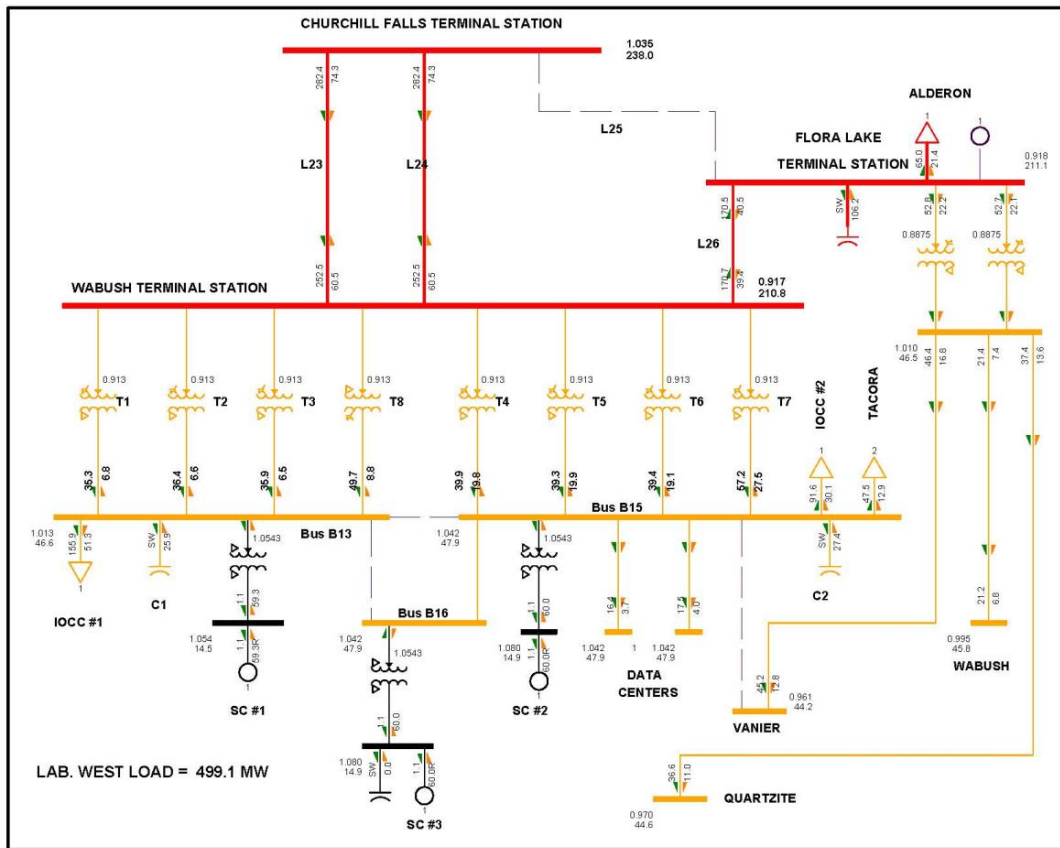 CHURCHILL FALLS TERMINAL STATION
1.035
238.0
282.4
74.3
282.4
74.3
L23
L24
L25
252.5
60.5
252.5
60.5
ALDERON
1
1
FLORA LAKE
TERMINAL STATION
65.0
21.4
0.918
211.1
170.5
40.5
SW
106.2
52.8
22.2
52.7
22.1
L26
0.8875
0.8875
170.7
39.4
WABUSH TERMINAL STATION
0.917
210.8
1.010
46.5
46.4
16.8
21.4
7.4
37.4
13.6
0.913
0.913
0.913
0.913
0.913
0.913
0.913
0.913
T1
T2
T3
T8
T4
T5
T6
T7
IOCC #2
TACORA
1
2
35.3
6.8
36.4
6.6
35.9
6.5
49.7
8.8
39.9
19.8
39.3
19.9
39.4
19.1
57.2
27.5
91.6
30.1
47.5
12.9
Bus B13
Bus B15
1.013
46.6
1.042
47.9
155.9
51.3
SW
25.9
1.0543
1.0543
SW
27.4
1
IOCC #1
C1
C2
1.1
59.3
1.1
60.0
Bus B16
1.054
14.5
1.1
59.3R
1
SC #1
1.042
47.9
1.0543
1.080
14.9
1.1
60.0R
1
SC #2
16.4
3.7
17.5
4.0
1.042
47.9
1
1.042
47.9
DATA
CENTERS
21.2
6.8
0.995
45.8
WABUSH
45.2
12.8
0.961
44.2
VANIER
1.1
60.0
1.080
14.9
SW
0.0
1.1
60.0R
1
SC #3
LAB. WEST LOAD = 499.1 MW
36.6
11.0
0.970
44.6
QUARTZITE